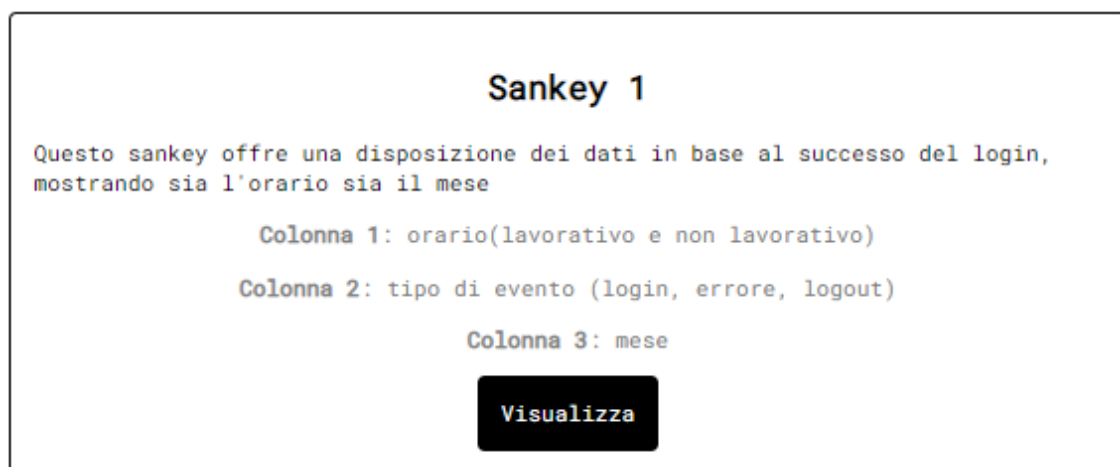 Sankey 1
Questo sankey offre una disposizione dei dati in base al successo del login,
mostrando sia l'orario sia il mese
Colonna 1: orario(lavorativo e non lavorativo)
Colonna 2: tipo di evento (login, errore, logout)
Colonna 3: mese
Visualizza